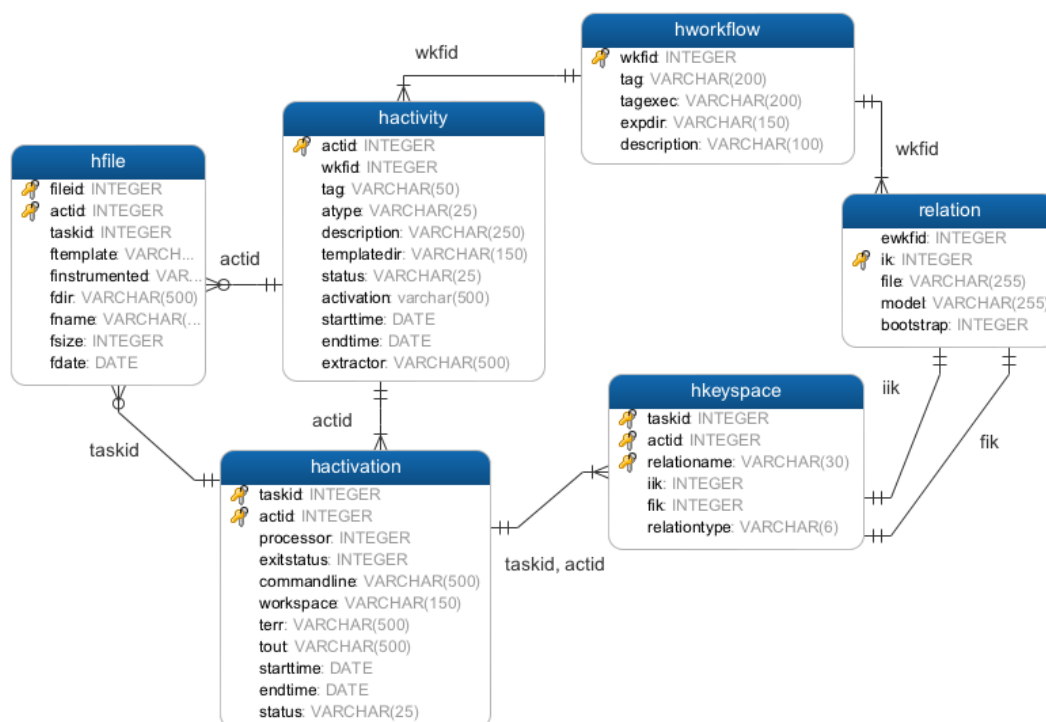 hworkflow
wkfid: INTEGER
tag: VARCHAR(200)
tagexec: VARCHAR(200)
expdir: VARCHAR(150)
description: VARCHAR(100)
wkfid
wkfid
hactivity
actid: INTEGER
wkfid: INTEGER
tag: VARCHAR(50)
atype: VARCHAR(25)
description: VARCHAR(250)
templatedir: VARCHAR(150)
status: VARCHAR(25)
activation: varchar(500)
starttime: DATE
endtime: DATE
extractor: VARCHAR(500)
hfile
fileid: INTEGER
actid: INTEGER
taskid: INTEGER
ftemplate: VARCH...
finstrumented: VAR...
fdir: VARCHAR(500)
fname: VARCHAR(...
fsize: INTEGER
fdate: DATE
actid
relation
ewkfid: INTEGER
ik: INTEGER
file: VARCHAR(255)
model: VARCHAR(255)
bootstrap: INTEGER
iik
fik
hkeyspace
taskid: INTEGER
actid: INTEGER
relationame: VARCHAR(30)
iik: INTEGER
fik: INTEGER
relationtype: VARCHAR(6)
actid
taskid
taskid, actid
hactivation
taskid: INTEGER
actid: INTEGER
processor: INTEGER
exitstatus: INTEGER
commandline: VARCHAR(500)
workspace: VARCHAR(150)
terr: VARCHAR(500)
tout: VARCHAR(500)
starttime: DATE
endtime: DATE
status: VARCHAR(25)